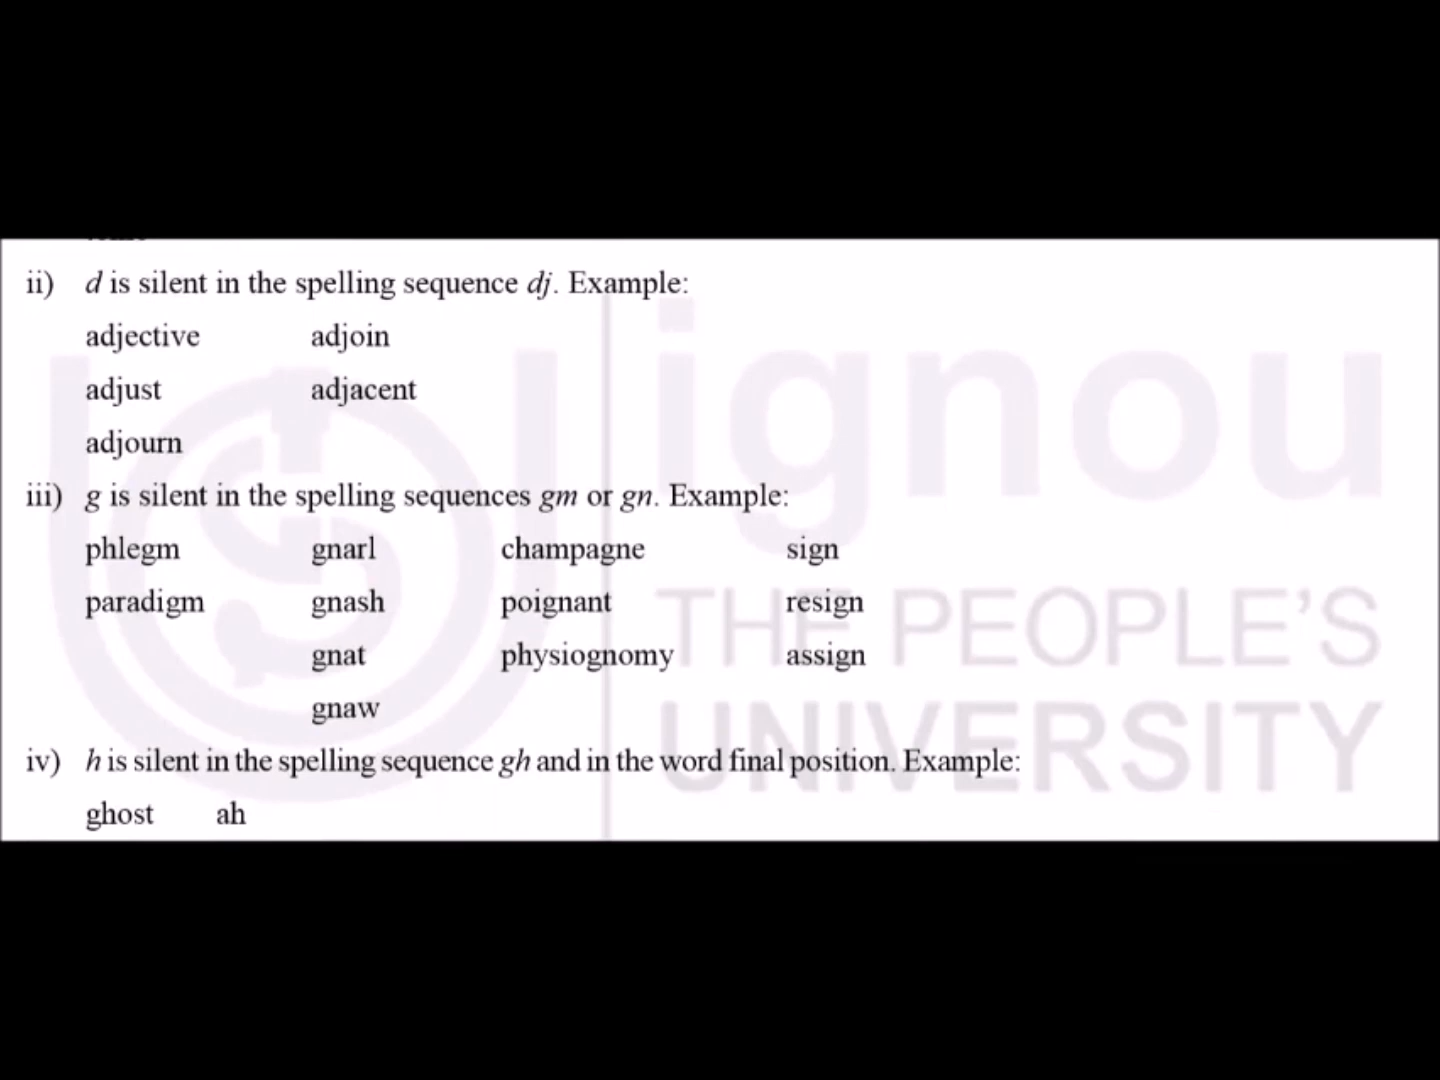 ii) d is silent in the spelling sequence dj. Example:
adjective adjoin
adjust adjacent
adjourn
iii) g is silent in the spelling sequences gm or gn. Example:
phlegm gnarl champagne sign
paradigm gnash poignant resign
gnat physiognomy assign
gnaw
iv) h is silent in the spelling sequence gh and in the word final position. Example:
ghost ah
ignou
THE PEOPLE'S
UNIVERSITY